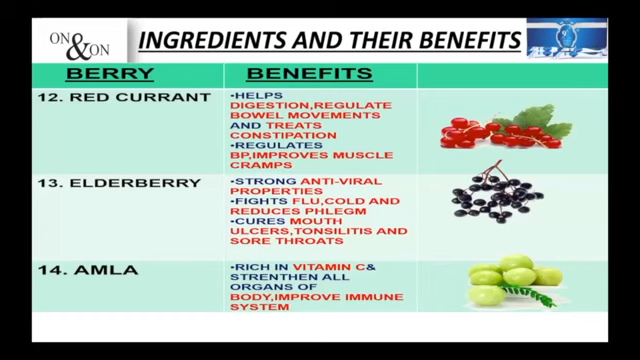 ON
&
ON
INGREDIENTS AND THEIR BENEFITS
BERRY
BENEFITS
12. RED CURRANT
•HELPS
DIGESTION,REGULATE
BOWEL MOVEMENTS
AND TREATS
CONSTIPATION
•REGULATES
BP,IMPROVES MUSCLE
CRAMPS
13. ELDERBERRY
•STRONG ANTI-VIRAL
PROPERTIES
•FIGHTS FLU,COLD AND
REDUCES PHLEGM
•CURES MOUTH
ULCERS,TONSILITIS AND
SORE THROATS
14. AMLA
•RICH IN VITAMIN C&
STRENTHEN ALL
ORGANS OF
BODY,IMPROVE IMMUNE
SYSTEM